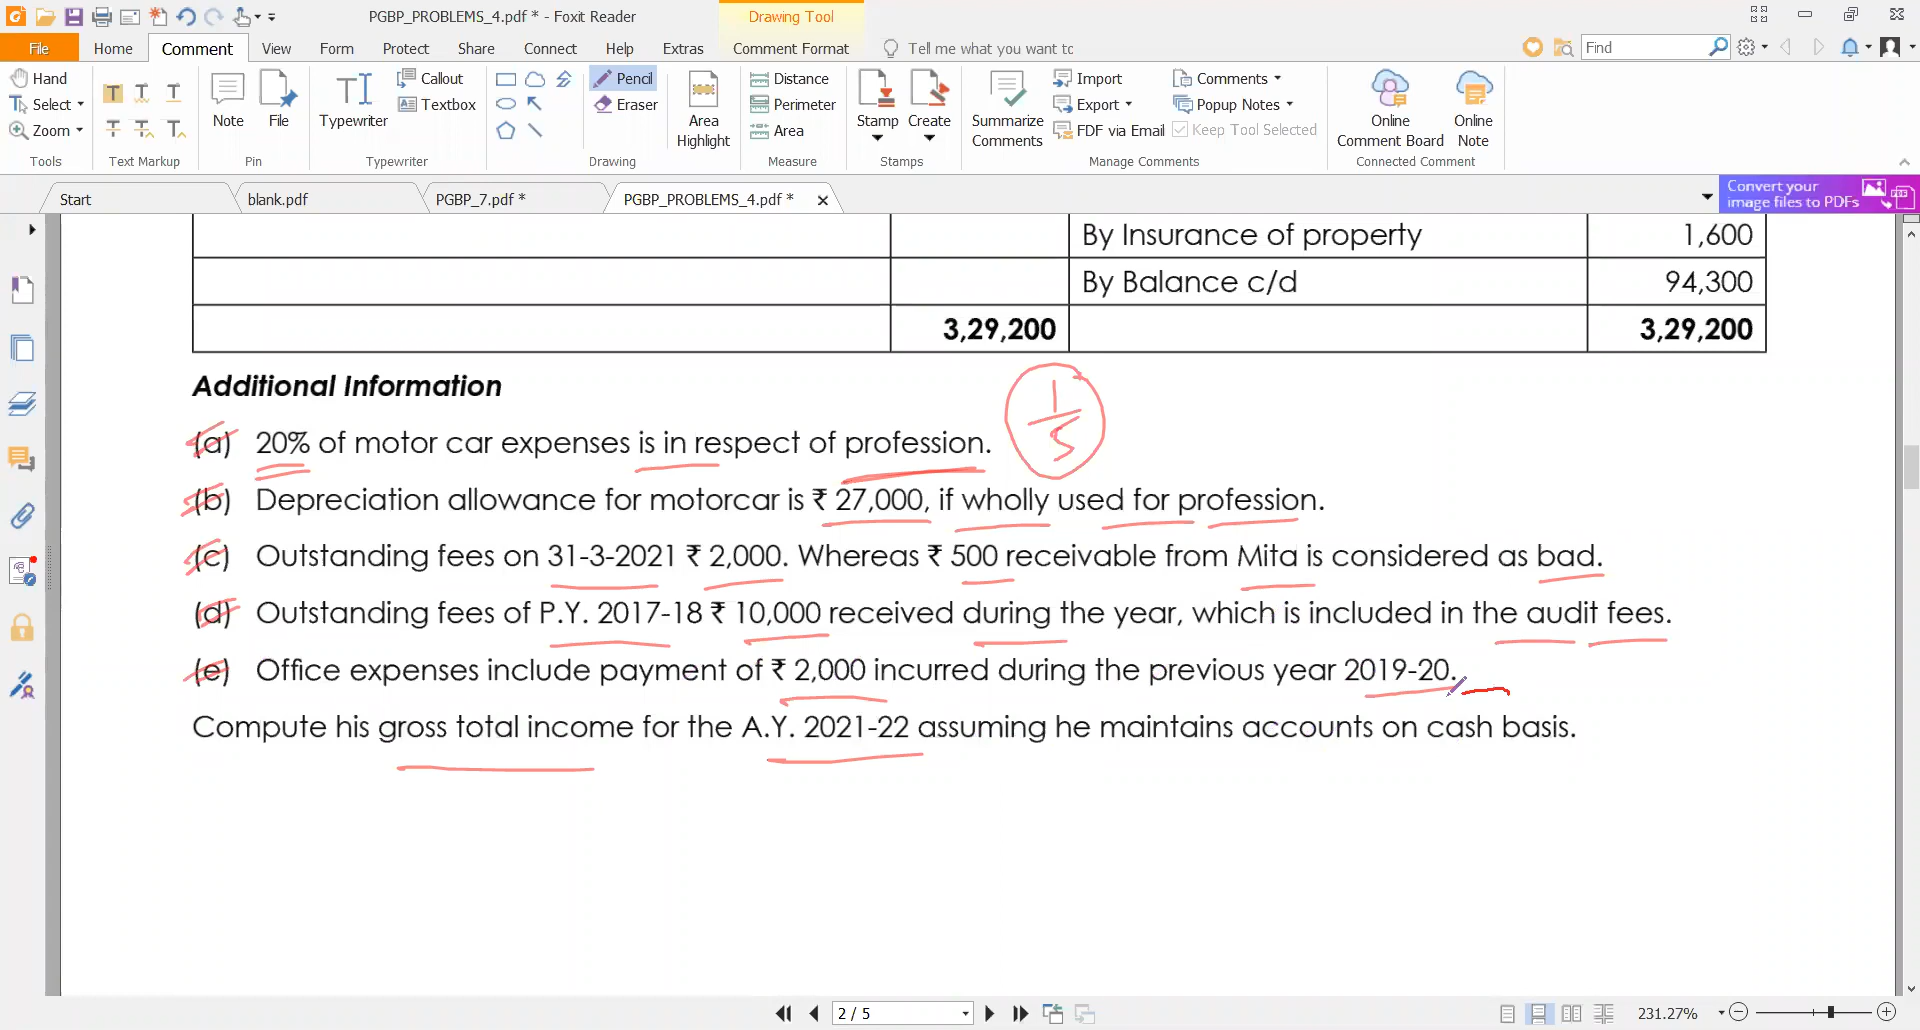 PGBP_PROBLEMS_4.pdf * - Foxit Reader
Drawing Tool
File Home Comment View Form Protect Share Connect Help Extras Comment Format Tell me what you want to Find
Hand
Select
Zoom
Tools
Text Markup
Note
File
Pin
Typewriter
Callout
Textbox
Typewriter
Pencil
Eraser
Drawing
Area
Highlight
Distance
Perimeter
Area
Measure
Stamp
Create
Stamps
Summarize
Comments
Import
Export
FDF via Email
Comments
Popup Notes
Keep Tool Selected
Manage Comments
Online
Comment Board
Online
Note
Connected Comment
Start blank.pdf PGBP_7.pdf * PGBP_PROBLEMS_4.pdf *
Convert your
image files to PDFs
By Insurance of property 1,600
By Balance c/d 94,300
3,29,200 3,29,200
Additional Information
1
5
(a) 20% of motor car expenses is in respect of profession.
(b) Depreciation allowance for motorcar is ₹ 27,000, if wholly used for profession.
(c) Outstanding fees on 31-3-2021 ₹ 2,000. Whereas ₹ 500 receivable from Mita is considered as bad.
(d) Outstanding fees of P.Y. 2017-18 ₹ 10,000 received during the year, which is included in the audit fees.
(e) Office expenses include payment of ₹ 2,000 incurred during the previous year 2019-20.
Compute his gross total income for the A.Y. 2021-22 assuming he maintains accounts on cash basis.
2 / 5
231.27%